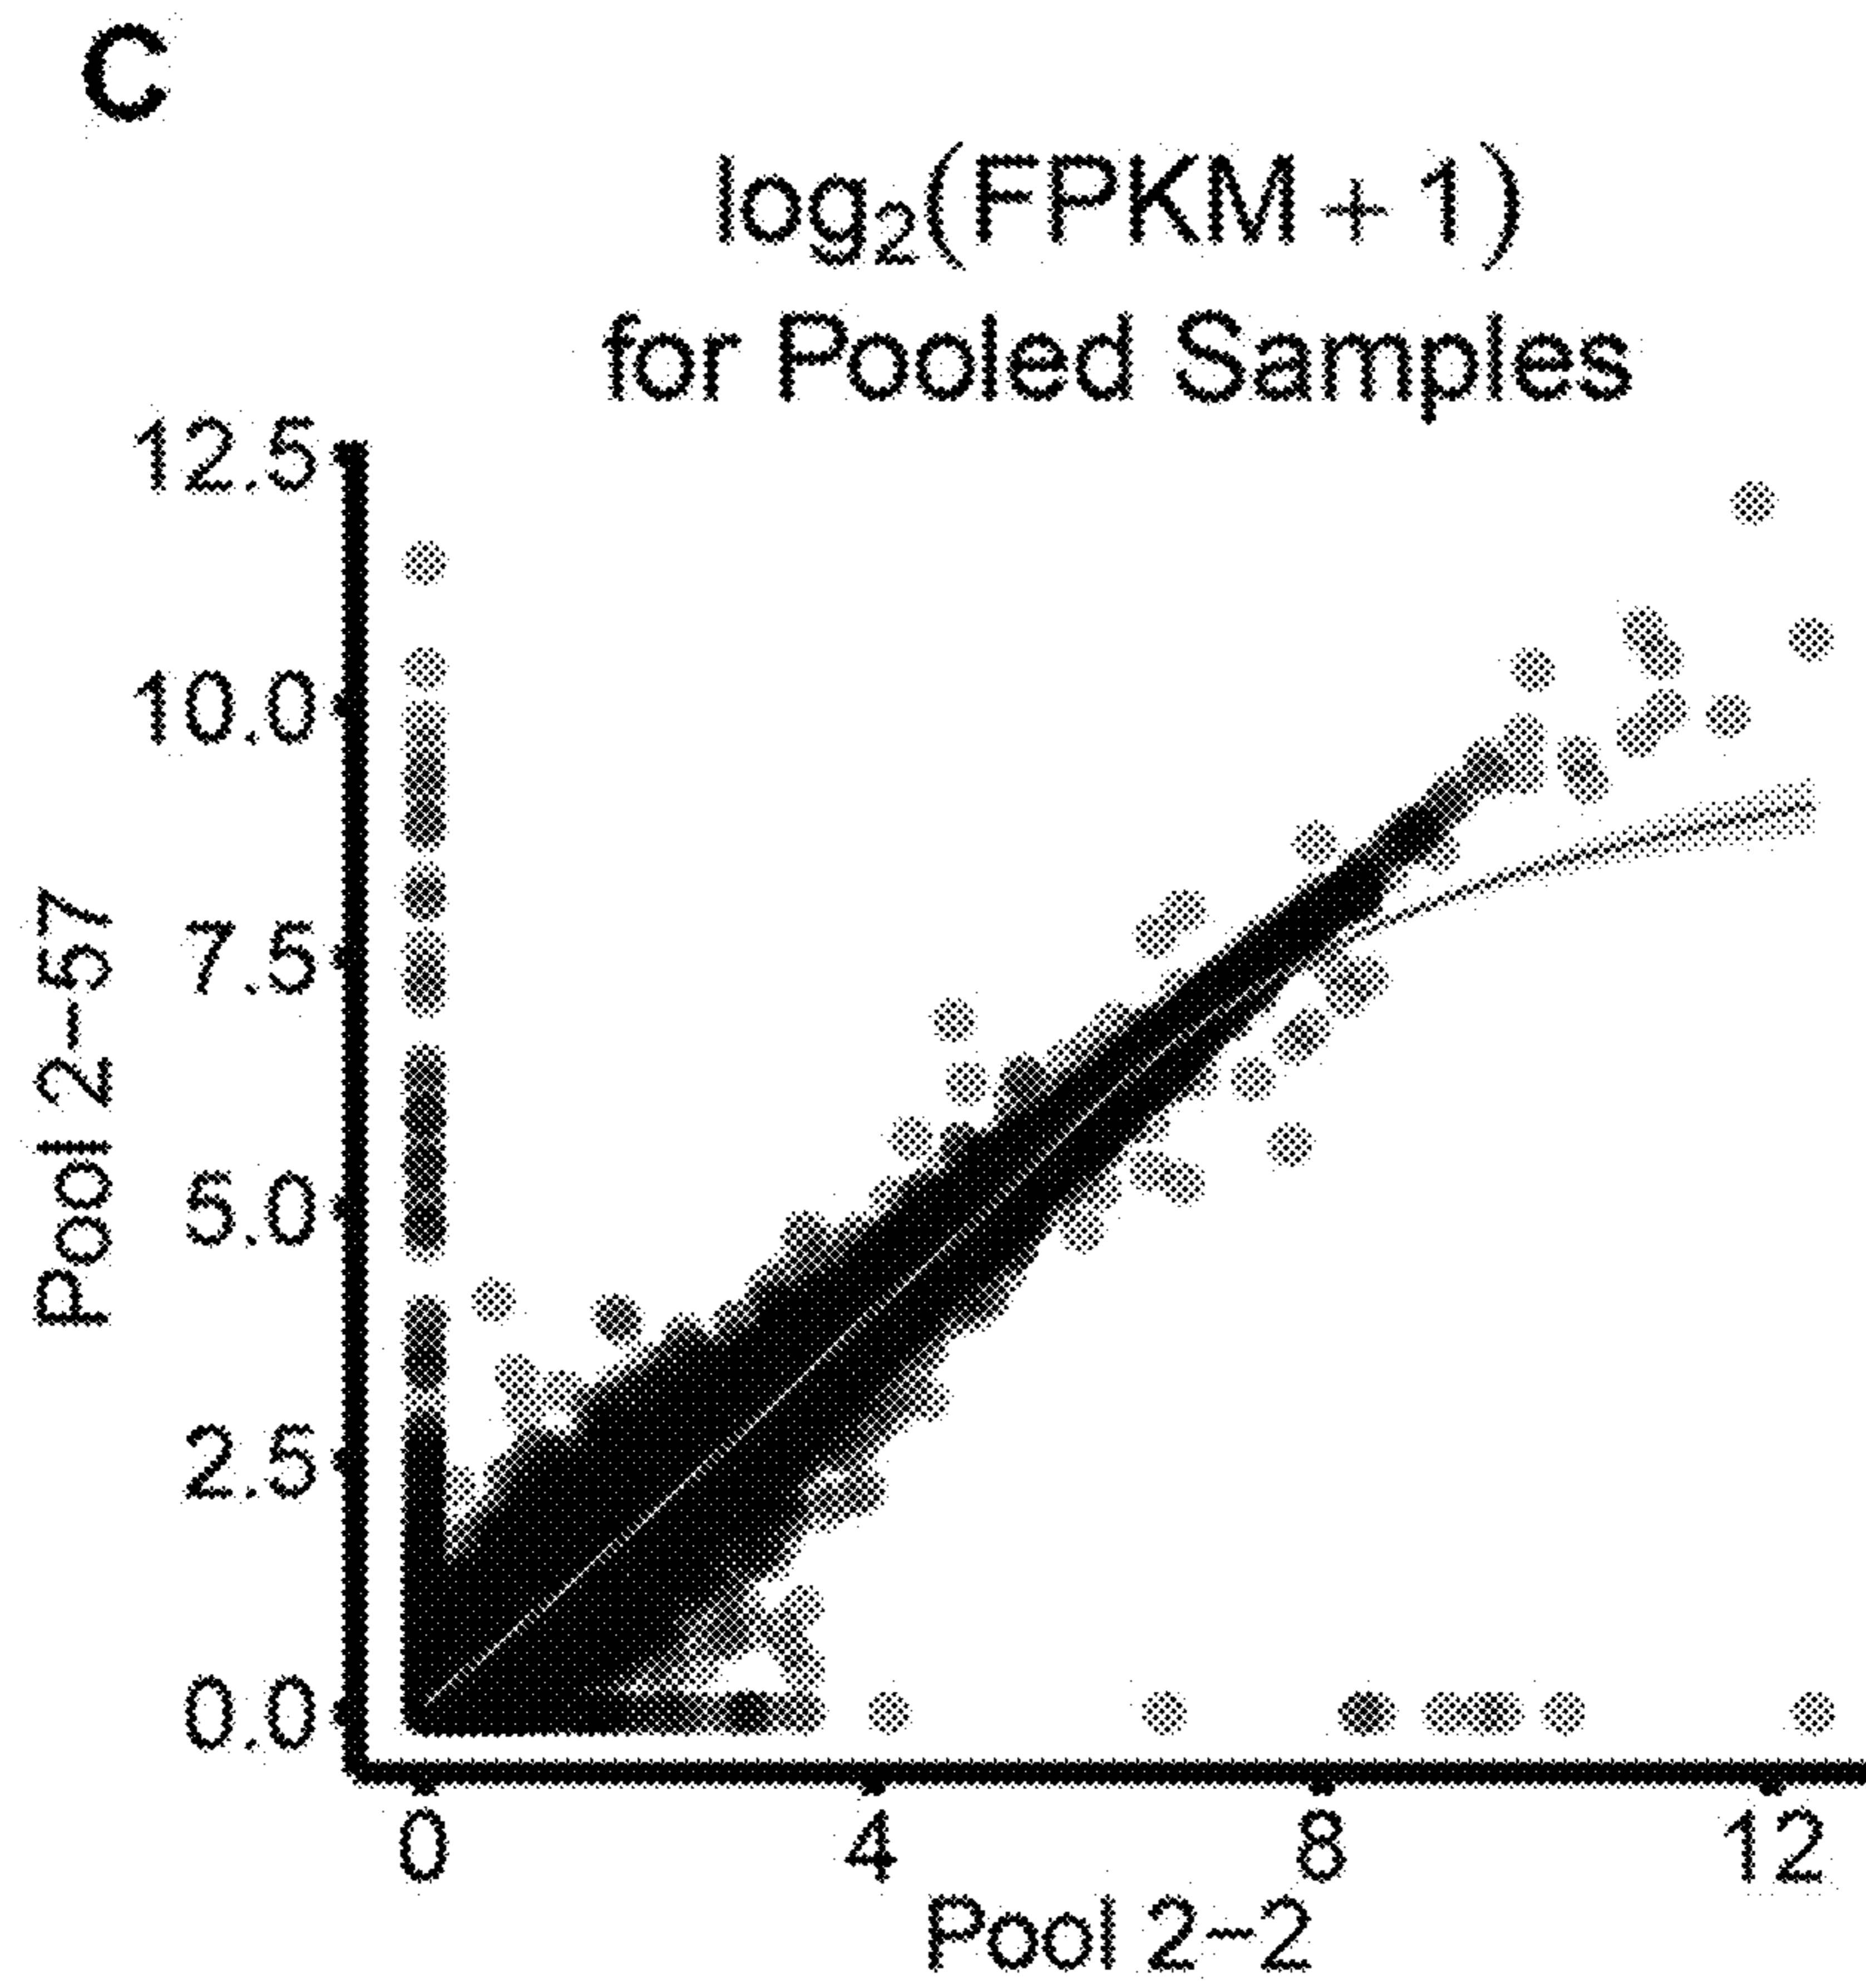 C
log₂(FPKM + 1)
for Pooled Samples
12.5
10.0
7.5
5.0
2.5
0.0
Pool 2–57
0 4 8 12
Pool 2–2